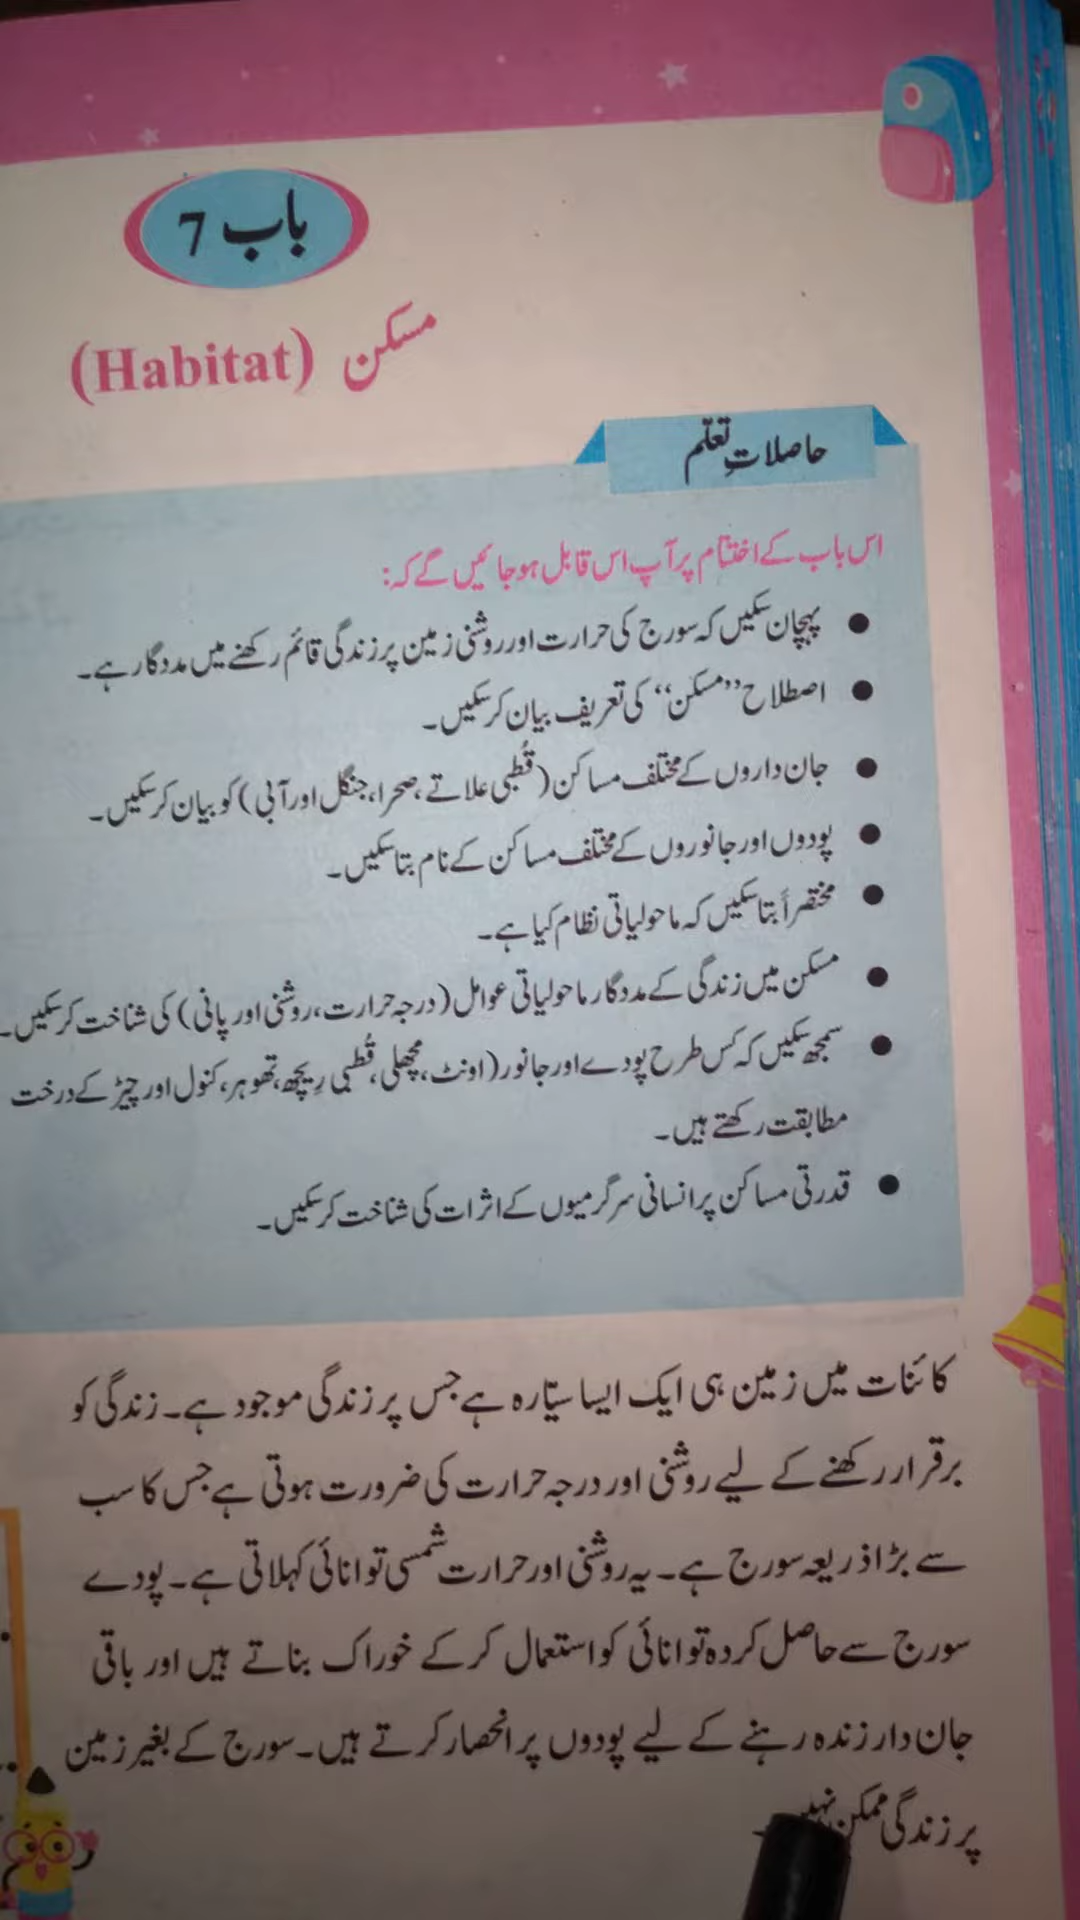 باب 7
مسکن (Habitat)
حاصلاتِ تعلّم
اس باب کے اختتام پر آپ اس قابل ہو جائیں گے کہ:
● پہچان سکیں کہ سورج کی حرارت اور روشنی زمین پر زندگی قائم رکھنے میں مددگار ہے۔
● اصطلاح ”مسکن“ کی تعریف بیان کر سکیں۔
● جان داروں کے مختلف مساکن (قُطبی علاقے، صحرا، جنگل اور آبی) کو بیان کر سکیں۔
● پودوں اور جانوروں کے مختلف مساکن کے نام بتا سکیں۔
● مختصراً بتا سکیں کہ ماحولیاتی نظام کیا ہے۔
● مسکن میں زندگی کے مددگار ماحولیاتی عوامل (درجہ حرارت، روشنی اور پانی) کی شناخت کر سکیں۔
● سمجھ سکیں کہ کس طرح پودے اور جانور (اونٹ، مچھلی، قُطبی رِیچھ، تھوہر، کنول اور چیڑ کے درخت
مطابقت رکھتے ہیں۔
● قدرتی مساکن پر انسانی سرگرمیوں کے اثرات کی شناخت کر سکیں۔
کائنات میں زمین ہی ایک ایسا سیّارہ ہے جس پر زندگی موجود ہے۔ زندگی کو
برقرار رکھنے کے لیے روشنی اور درجہ حرارت کی ضرورت ہوتی ہے جس کا سب
سے بڑا ذریعہ سورج ہے۔ یہ روشنی اور حرارت شمسی توانائی کہلاتی ہے۔ پودے
سورج سے حاصل کردہ توانائی کو استعمال کر کے خوراک بناتے ہیں اور باقی
جان دار زندہ رہنے کے لیے پودوں پر انحصار کرتے ہیں۔ سورج کے بغیر زمین
پر زندگی ممکن نہیں